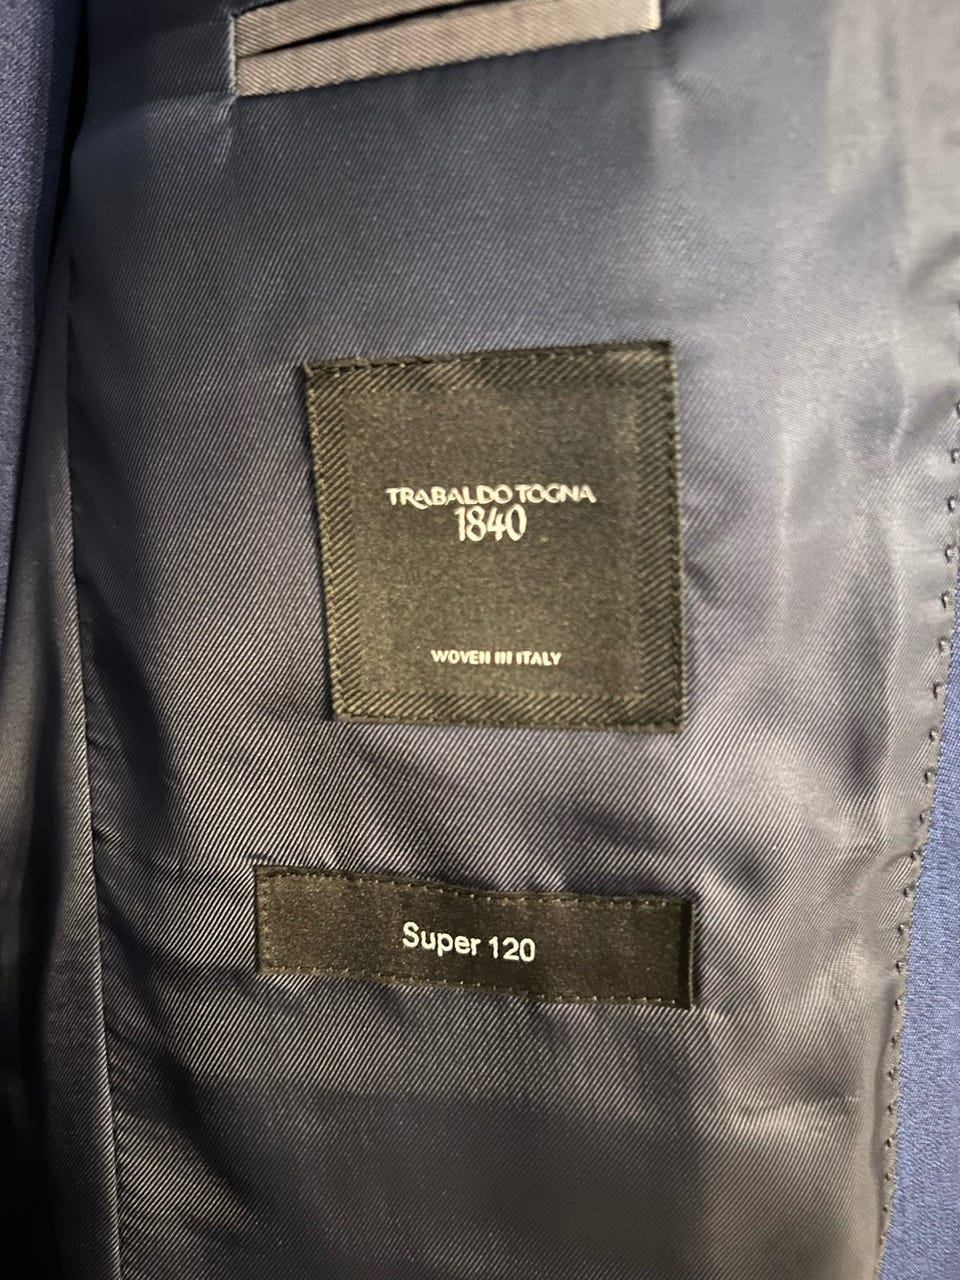 TRABALDO TOGNA
1840
WOVEN IN ITALY
Super 120